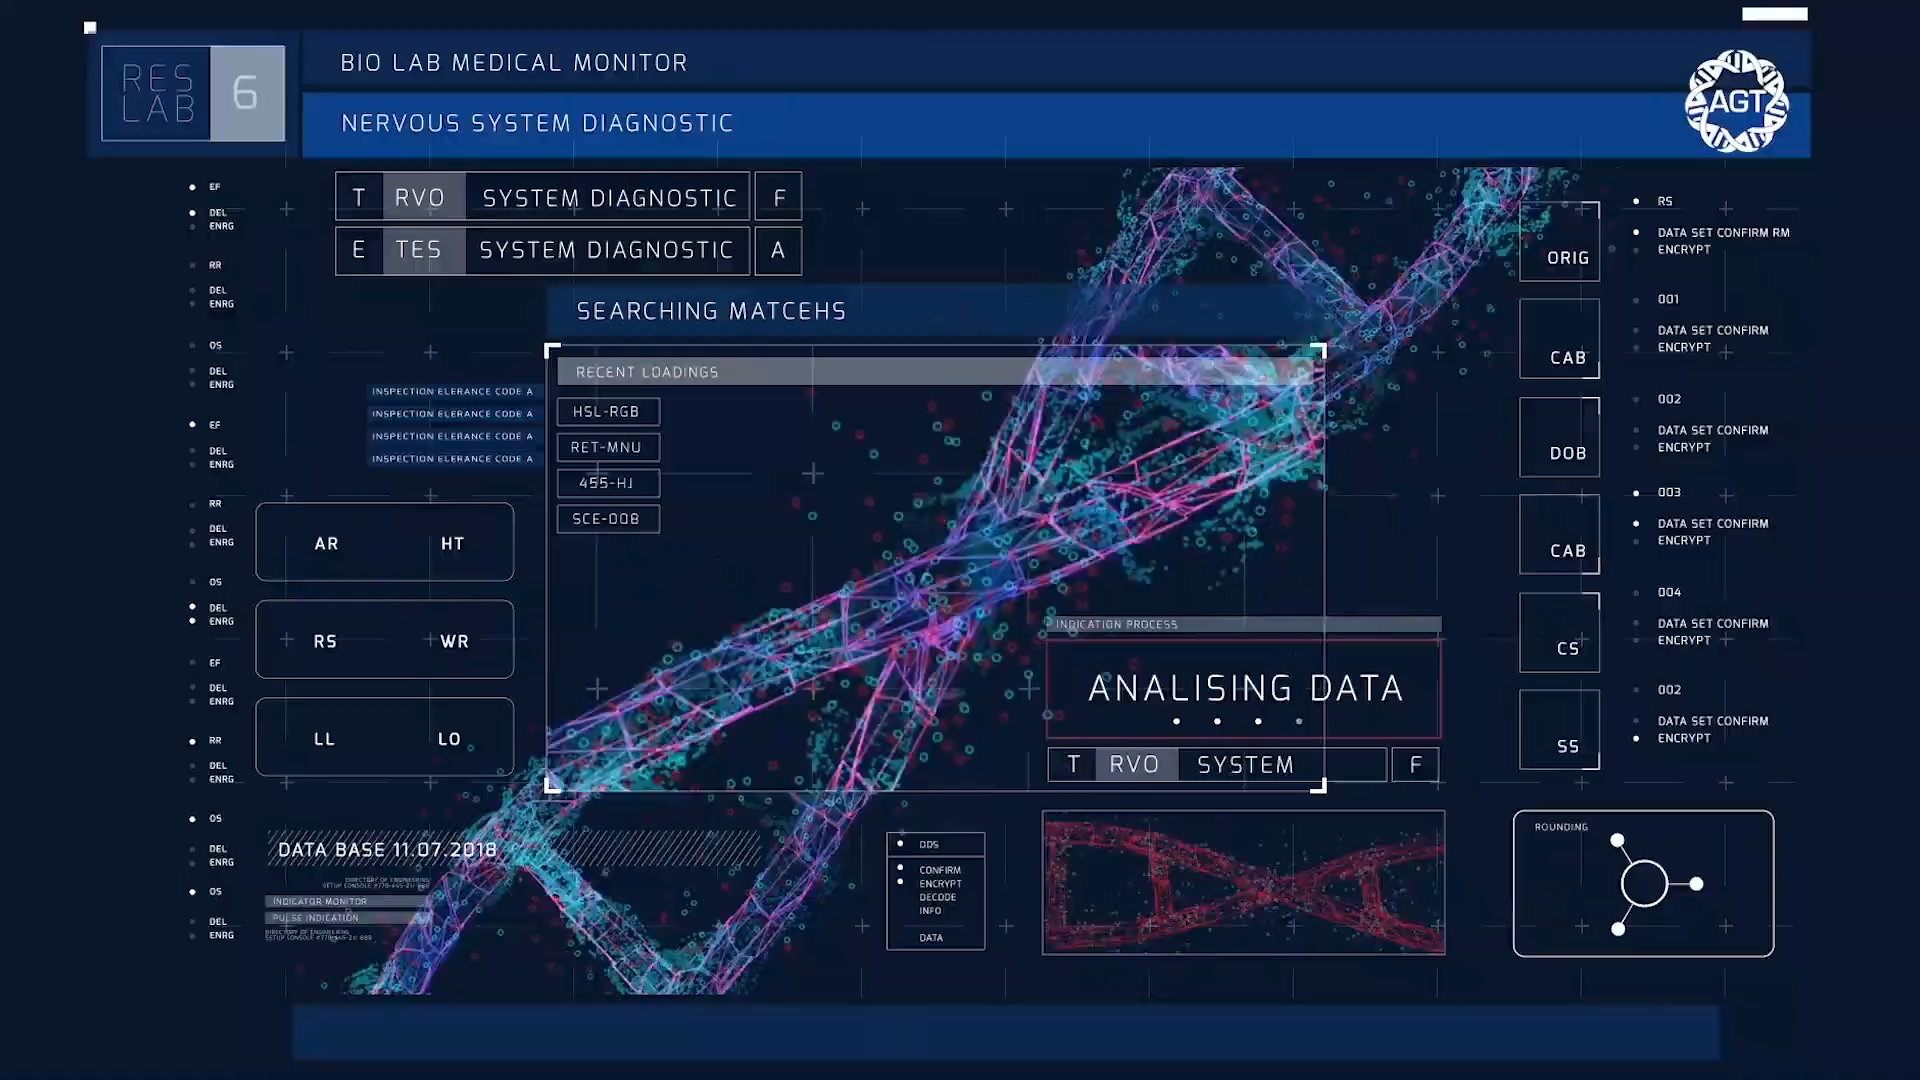 RES
LAB
6
BIO LAB MEDICAL MONITOR
NERVOUS SYSTEM DIAGNOSTIC
AGT
T RVO SYSTEM DIAGNOSTIC F
E TES SYSTEM DIAGNOSTIC A
SEARCHING MATCEHS
RECENT LOADINGS
HSL-RGB
RET-MNU
455-HJ
SCE-00B
INSPECTION ELERANCE CODE A
INSPECTION ELERANCE CODE A
INSPECTION ELERANCE CODE A
INSPECTION ELERANCE CODE A
EF
DEL
ENRG
RR
DEL
ENRG
OS
DEL
ENRG
EF
DEL
ENRG
RR
DEL
ENRG
OS
DEL
ENRG
EF
DEL
ENRG
RR
DEL
ENRG
OS
DEL
ENRG
OS
DEL
ENRG
AR HT
RS WR
LL LO
DATA BASE 11.07.2018
DIRECTORY OF ENGINEERING
INDICATOR MONITOR
PULSE INDICATION
DIRECTORY OF ENGINEERING
INDICATION PROCESS
ANALISING DATA
T RVO SYSTEM F
DDS
CONFIRM
ENCRYPT
DECODE
INFO
DATA
ORIG
CAB
DOB
CAB
CS
SS
RS
DATA SET CONFIRM RM
ENCRYPT
001
DATA SET CONFIRM
ENCRYPT
002
DATA SET CONFIRM
ENCRYPT
003
DATA SET CONFIRM
ENCRYPT
004
DATA SET CONFIRM
ENCRYPT
002
DATA SET CONFIRM
ENCRYPT
ROUNDING